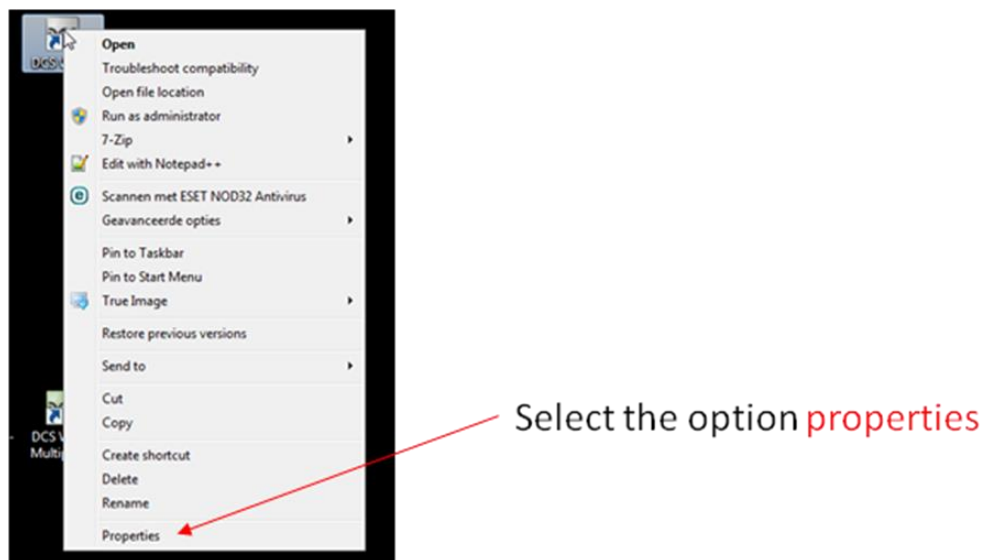 Open
DCS
Troubleshoot compatibility
Open file location
Run as administrator
7-Zip
Edit with Notepad++
Scannen met ESET NOD32 Antivirus
Geavanceerde opties
Pin to Taskbar
Pin to Start Menu
True Image
Restore previous versions
Send to
Cut
Copy
Select the option properties
DCS
Create shortcut
Delete
Rename
Properties